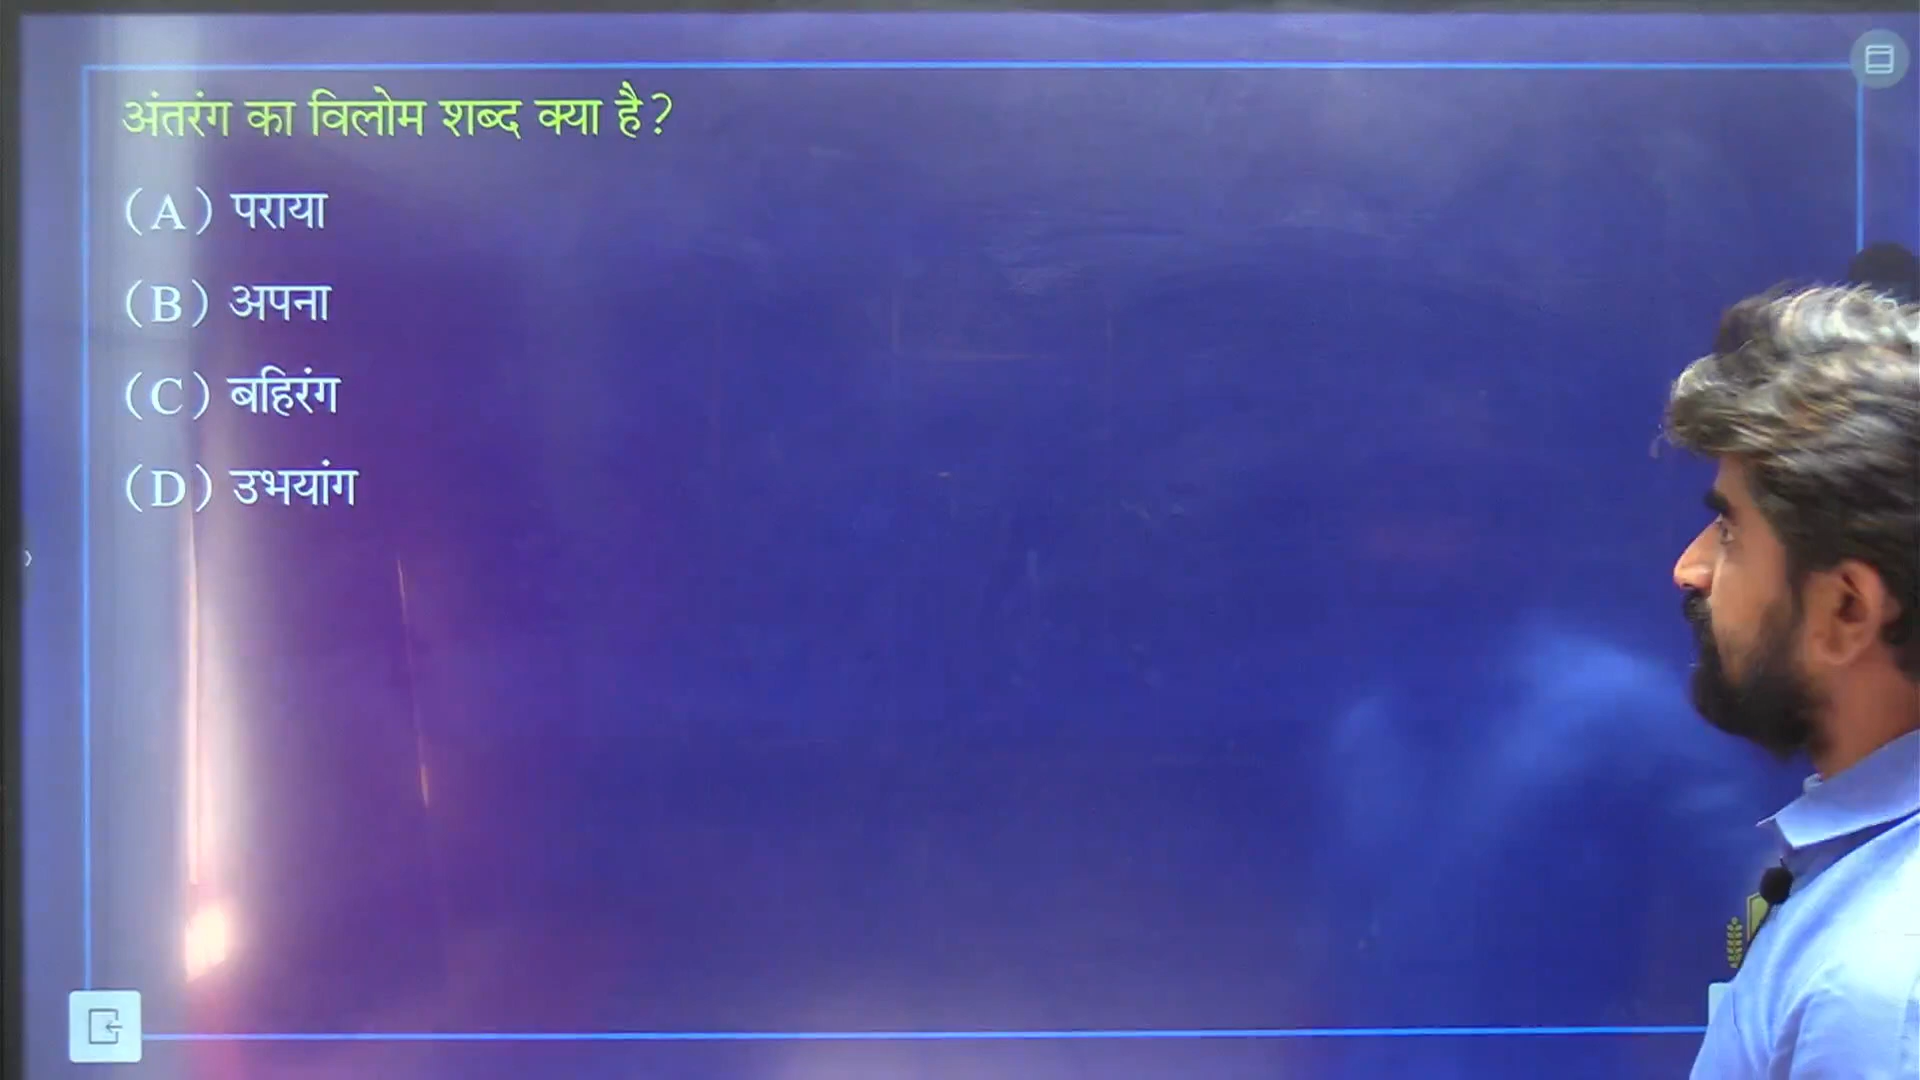 अंतरंग का विलोम शब्द क्या है?
(A) पराया
(B) अपना
(C) बहिरंग
(D) उभयांग